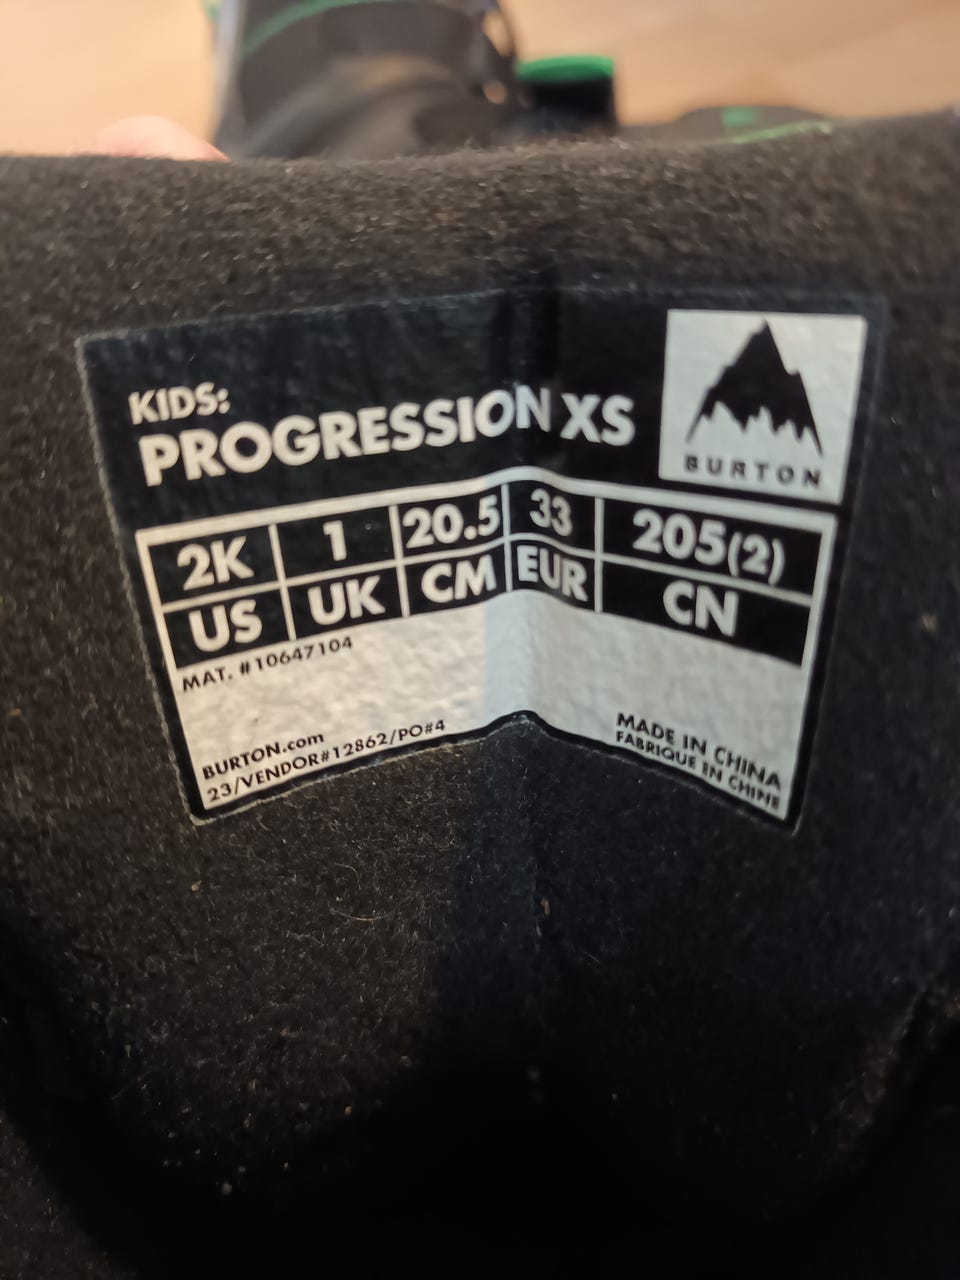 KIDS:
PROGRESSION XS
BURTON
2K 1 20.5 33 205(2)
US UK CM EUR CN
MAT. #10647104
BURTON.com
23/VENDOR#12862/PO#4
MADE IN CHINA
FABRIQUE EN CHINE